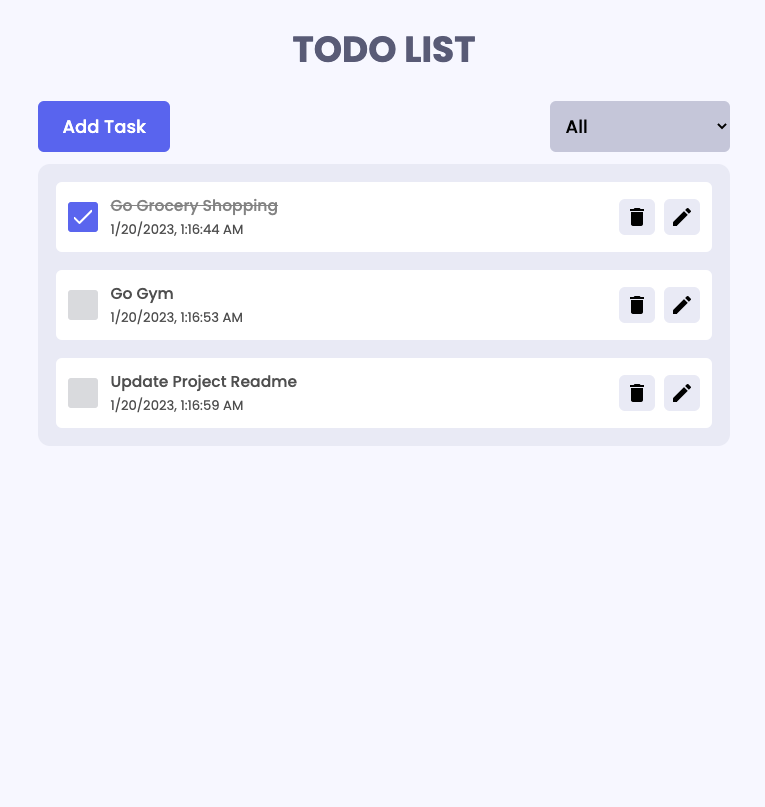 TODO LIST
Add Task
All
Go Grocery Shopping
1/20/2023, 1:16:44 AM
Go Gym
1/20/2023, 1:16:53 AM
Update Project Readme
1/20/2023, 1:16:59 AM